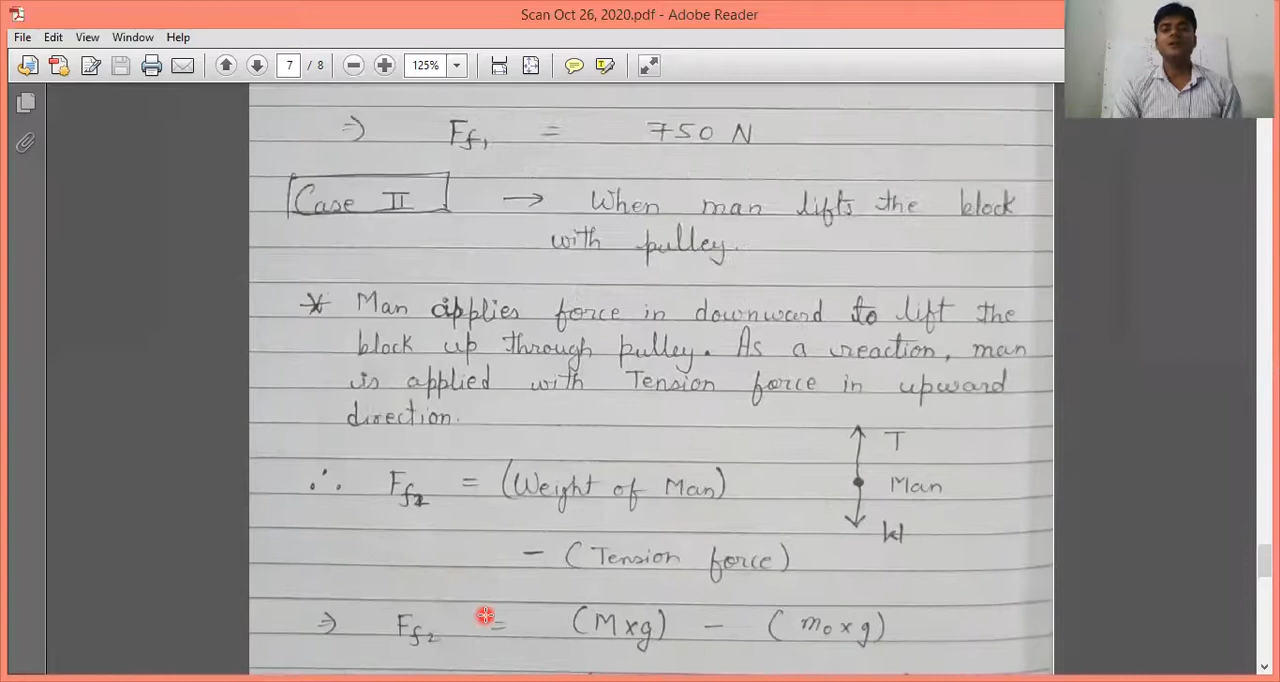 Scan Oct 26, 2020.pdf - Adobe Reader
File Edit View Window Help
7 / 8 125%
⇒ Ff1 = 750 N
Case II → When man lifts the block
with pulley.
* Man applies force in downward to lift the
block up through pulley. As a reaction, man
is applied with Tension force in upward
direction.
T
∴ Ff2 = (Weight of Man)
Man
W
- (Tension force)
⇒ Ff2 = (M×g) - (m0×g)